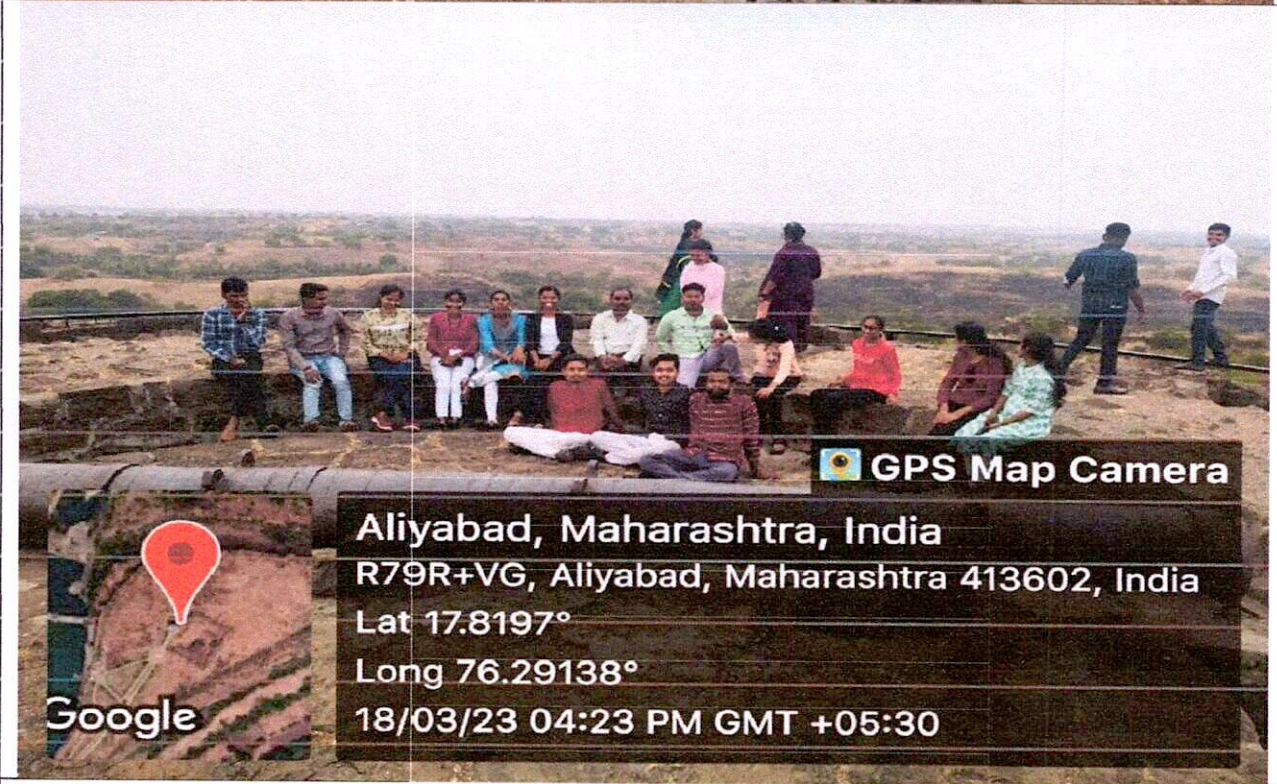 GPS Map Camera
Aliyabad, Maharashtra, India
R79R+VG, Aliyabad, Maharashtra 413602, India
Lat 17.8197°
Long 76.29138°
18/03/23 04:23 PM GMT +05:30
Google